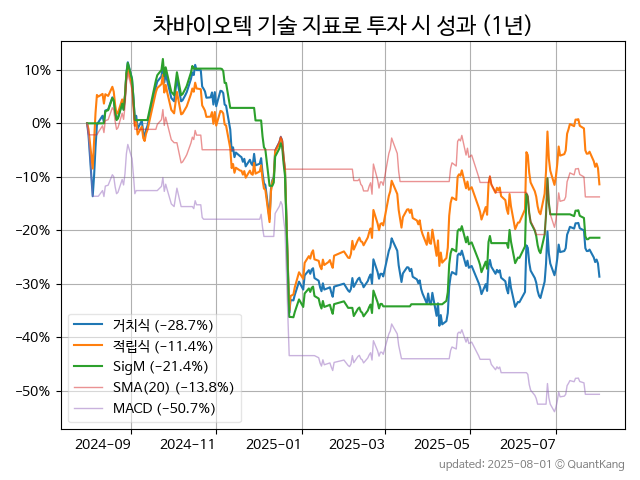 차바이오텍 기술 지표로 투자 시 성과 (1년)
10%
0%
−10%
−20%
−30%
−40%
−50%
거치식 (−28.7%)
적립식 (−11.4%)
SigM (−21.4%)
SMA(20) (−13.8%)
MACD (−50.7%)
2024−09 2024−11 2025−01 2025−03 2025−05 2025−07
updated: 2025-08-01 © QuantKang